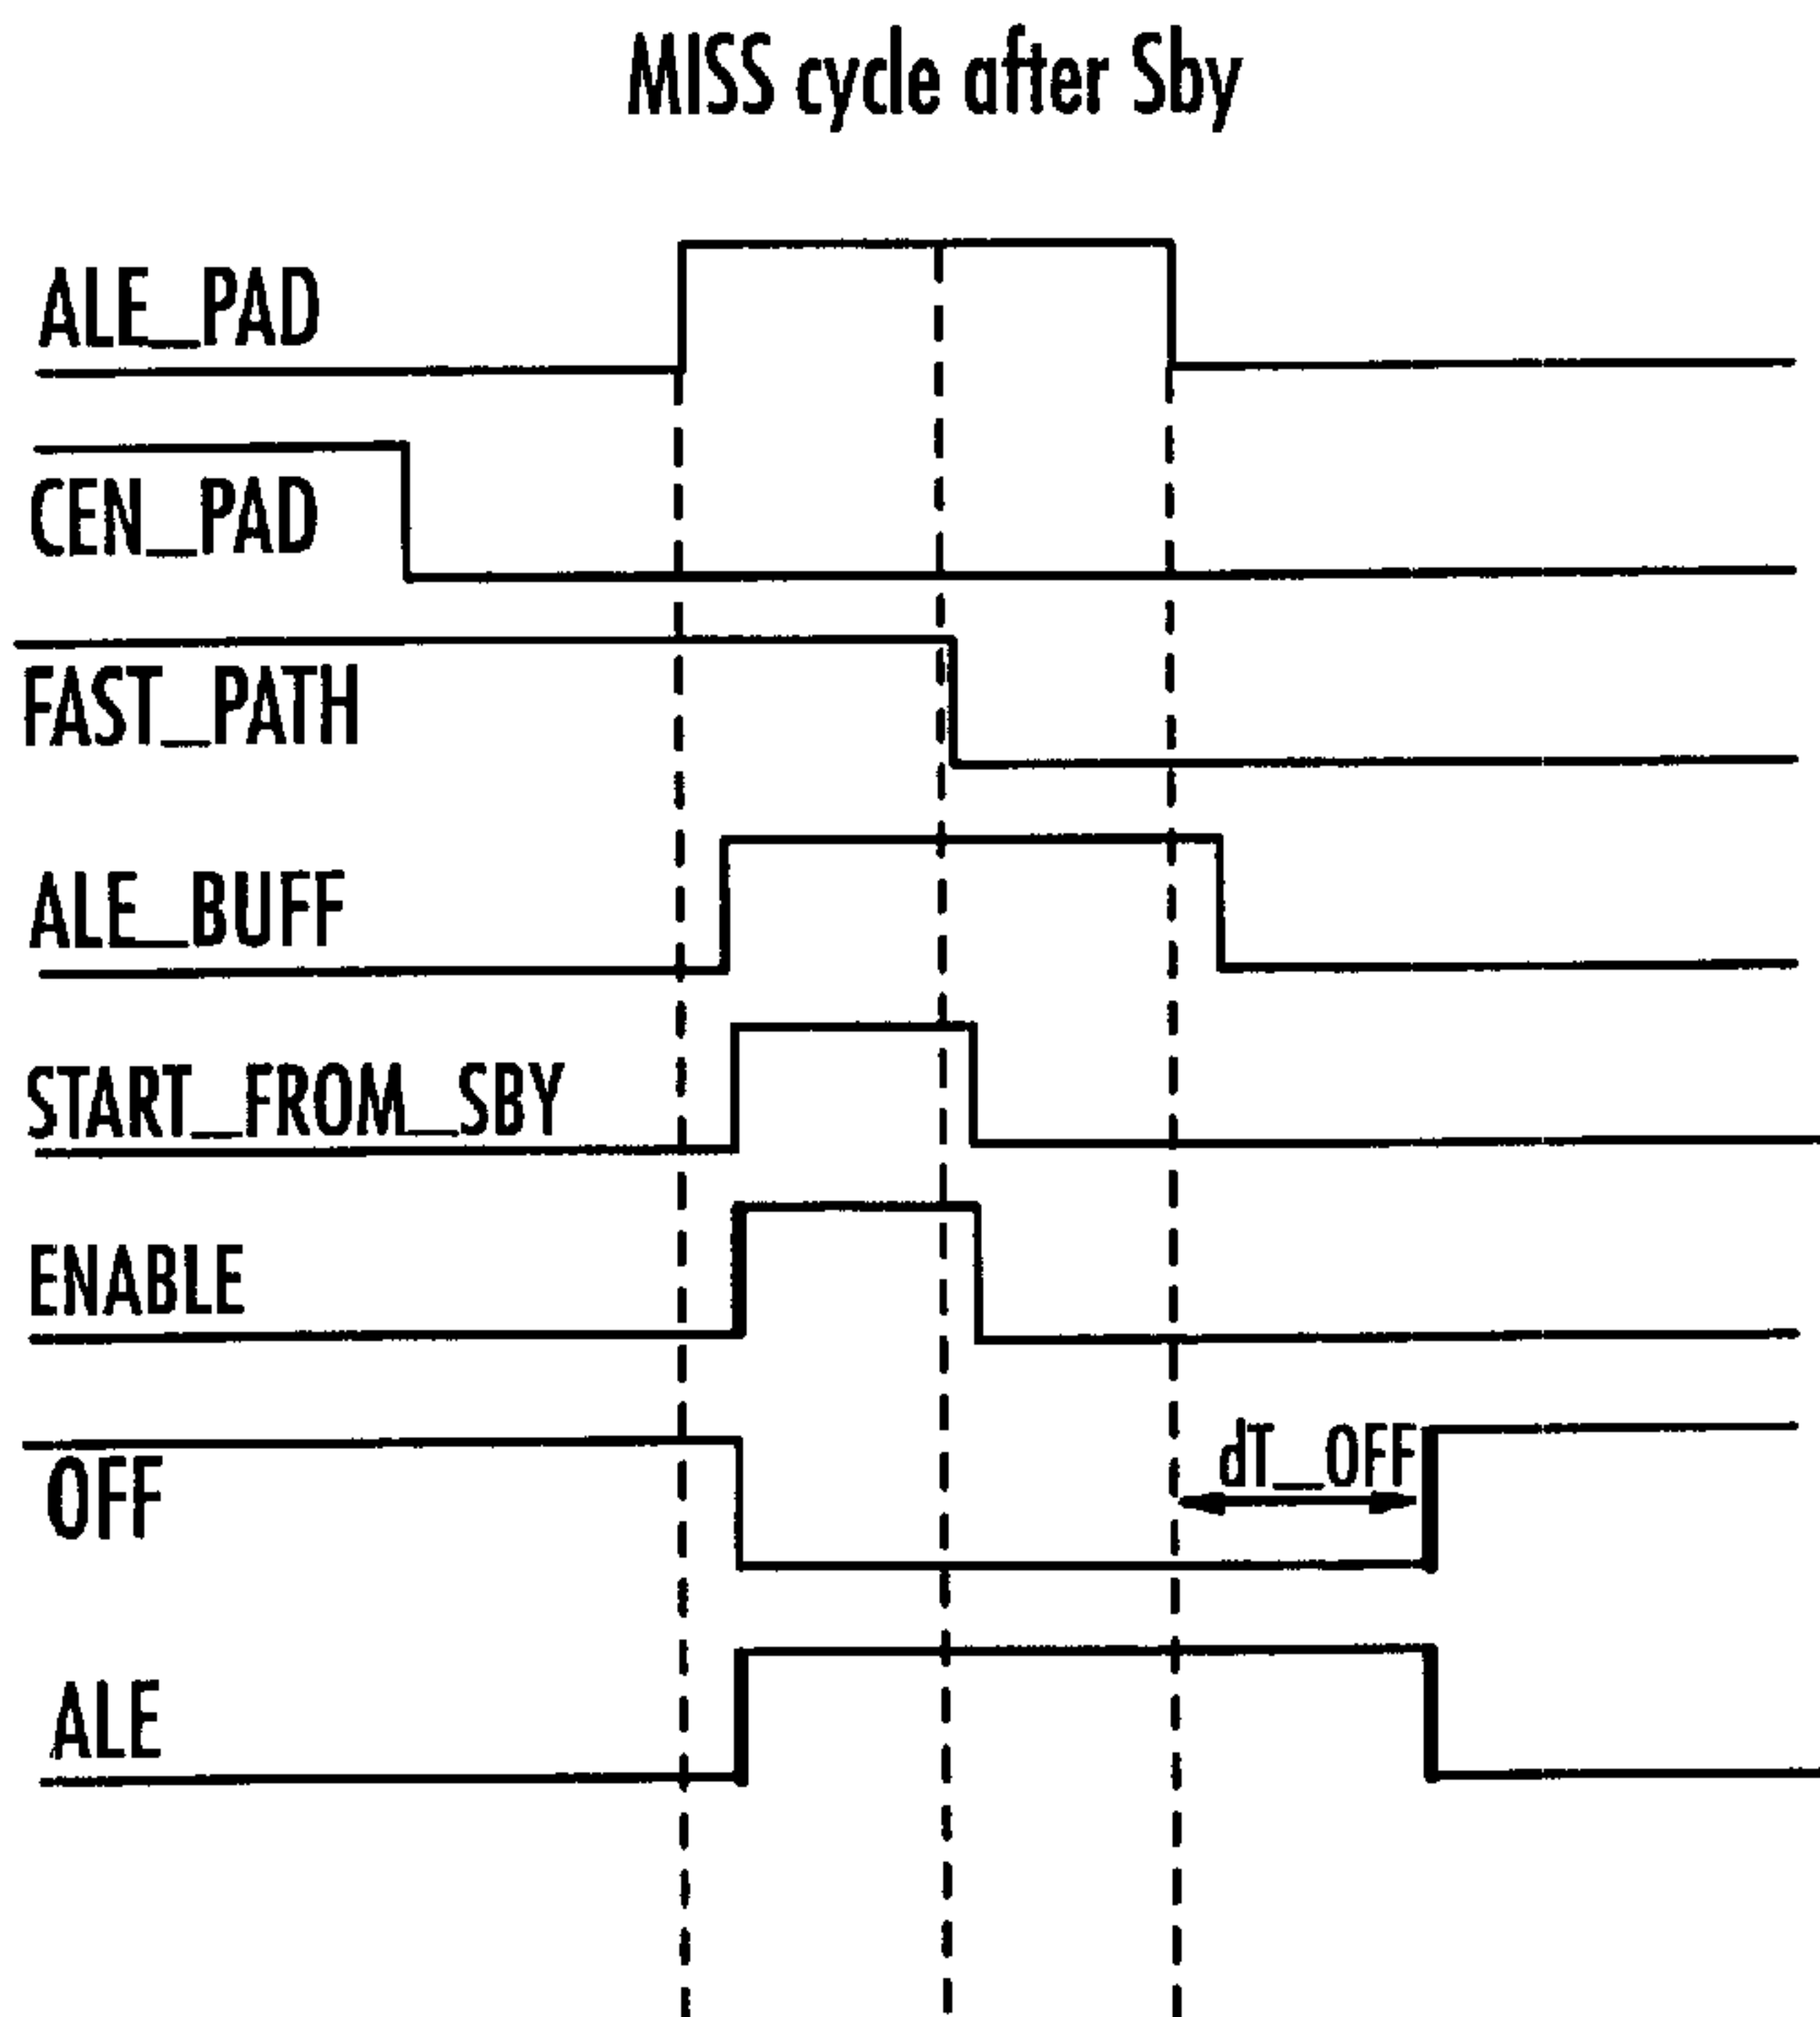 MISS cycle after Sby
ALE_PAD
CEN_PAD
FAST_PATH
ALE_BUFF
START_FROM_SBY
ENABLE
dT_OFF
OFF
ALE